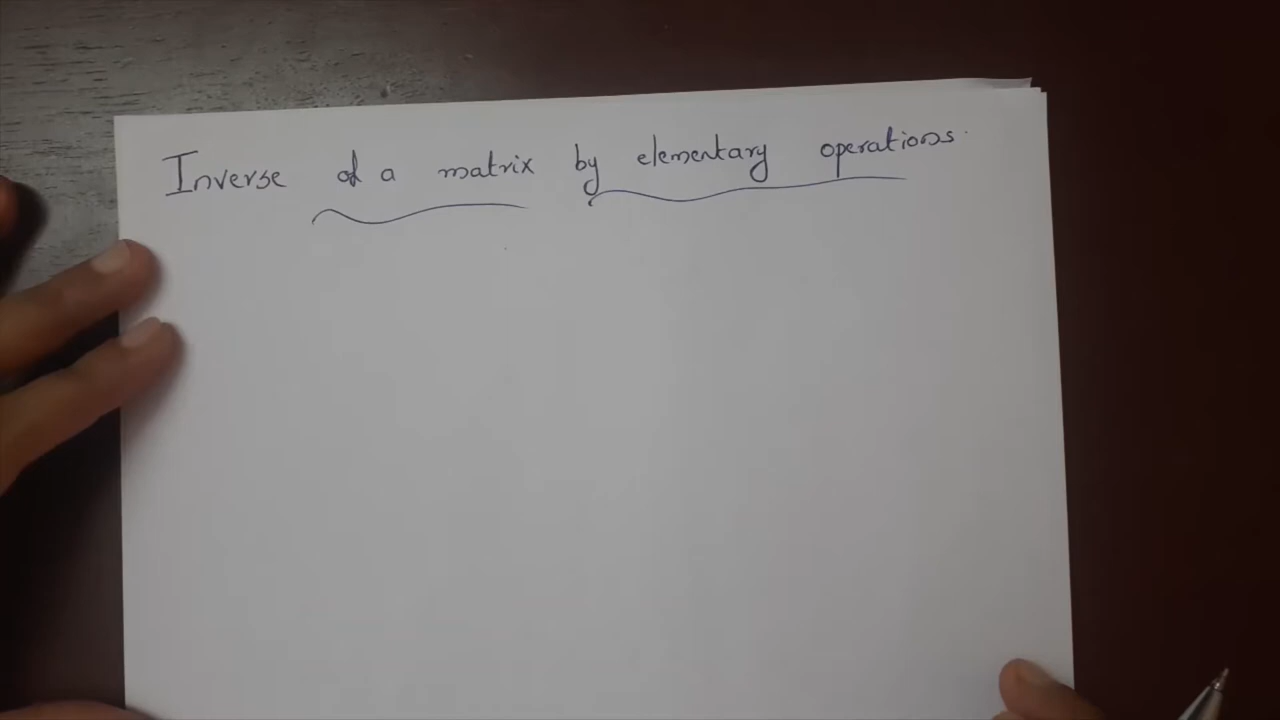 Inverse of a matrix by elementary operations.